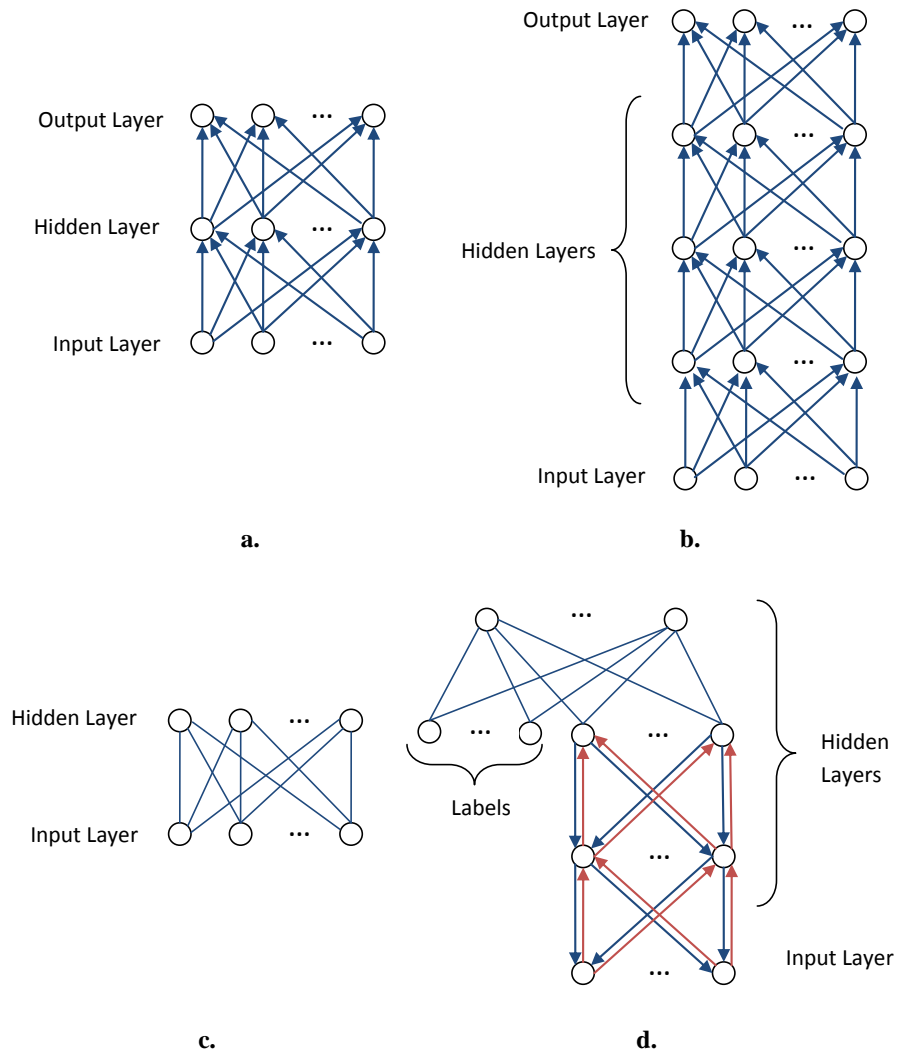 Output Layer
...
Hidden Layer
...
Input Layer
...
a.
Output Layer
...
...
Hidden Layers
...
...
Input Layer
...
b.
Hidden Layer
...
Input Layer
...
c.
...
...
...
Labels
Hidden
Layers
...
Input Layer
...
d.